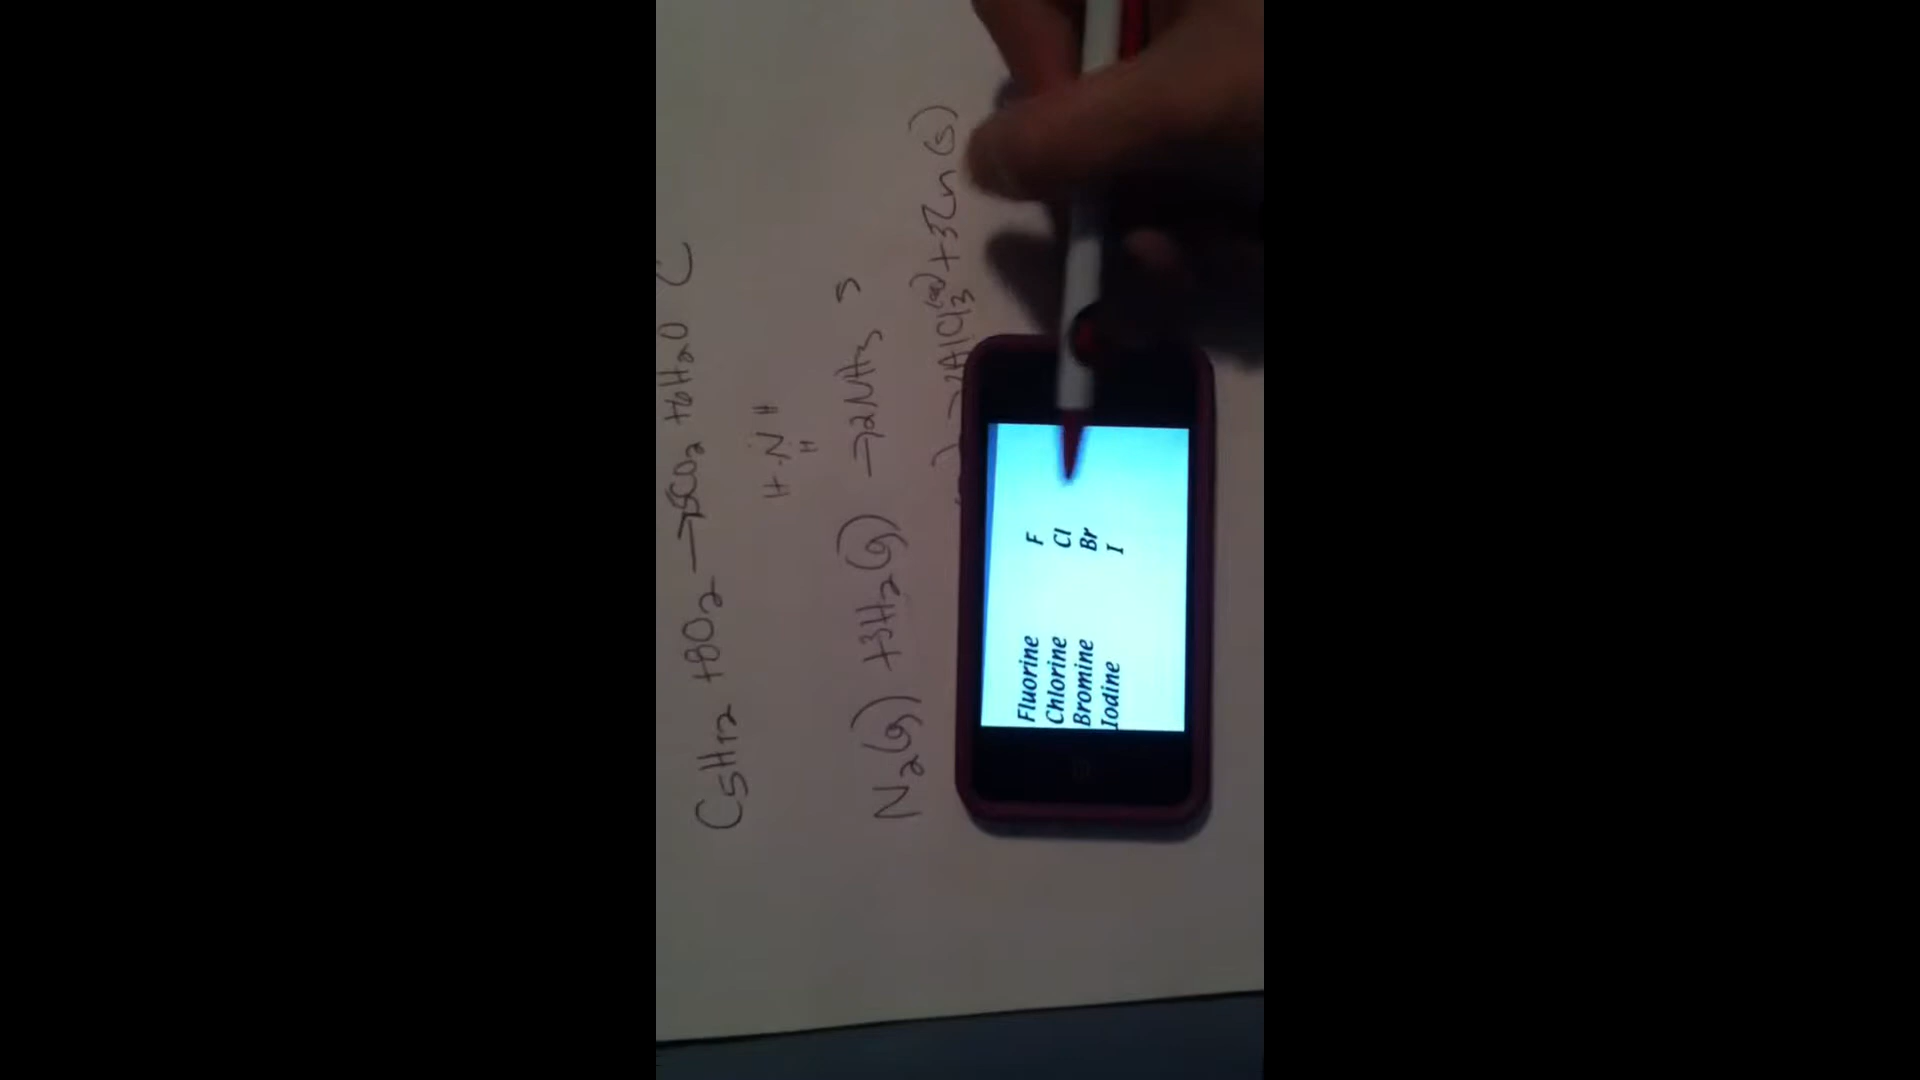 C5H12 + 8O2 → 5CO2 + 6H2O C
H · N̈ H
H
N2(g) + 3H2(g) → 2NH3 S
) → 2AlCl3(aq) + 3Zn(s)
Fluorine F
Chlorine Cl
Bromine Br
Iodine I